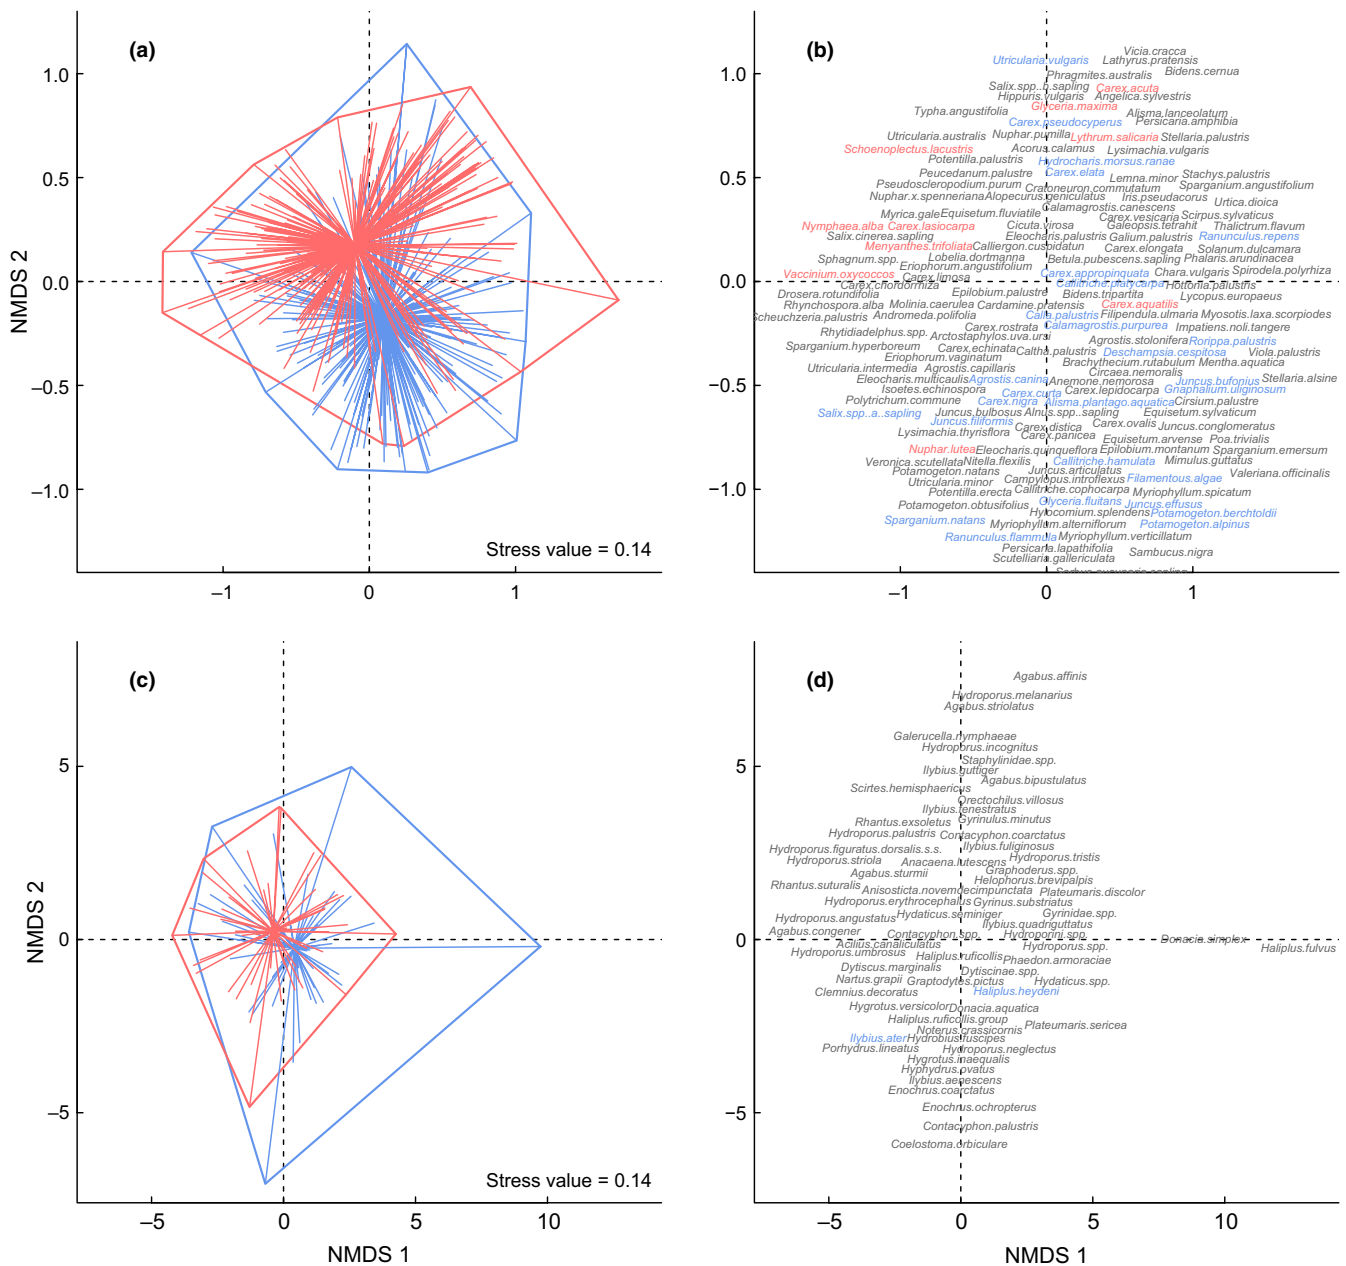 (a)
1.0
0.5
0.0
−0.5
−1.0
NMDS 2
Stress value = 0.14
−1
0
1
(b)
1.0
0.5
0.0
−0.5
−1.0
−1
0
1
Vicia.cracca
Utricularia.vulgaris Lathyrus.pratensis
Bidens.cernua
Phragmites.australis
Salix.spp..b.sapling Carex.acuta
Hippuris.vulgaris Angelica.sylvestris
Glyceria.maxima
Typha.angustifolia Alisma.lanceolatum
Carex.pseudocyperus Persicaria.amphibia
Utricularia.australis Nuphar.pumilla Lythrum.salicaria Stellaria.palustris
Schoenoplectus.lacustris Acorus.calamus Lysimachia.vulgaris
Potentilla.palustris Hydrocharis.morsus.ranae
Peucedanum.palustre Carex.elata Lemna.minor Stachys.palustris
Pseudoscleropodium.purum Cratoneuron.commutatum Sparganium.angustifolium
Nuphar.x.spenneriana Alopecurus.geniculatus Iris.pseudacorus
Urtica.dioica
Calamagrostis.canescens
Myrica.gale Equisetum.fluviatile Carex.vesicaria Scirpus.sylvaticus
Nymphaea.alba Carex.lasiocarpa Cicuta.virosa Galeopsis.tetrahit Thalictrum.flavum
Salix.cinerea.sapling Eleocharis.palustris Galium.palustris Ranunculus.repens
Menyanthes.trifoliata Calliergon.cuspidatum Carex.elongata Solanum.dulcamara
Sphagnum.spp. Lobelia.dortmanna Betula.pubescens.sapling Phalaris.arundinacea
Eriophorum.angustifolium
Vaccinium.oxycoccos Carex.limosa Carex.appropinquata Chara.vulgaris Spirodela.polyrhiza
Carex.chordorrhiza Callitriche.platycarpa Hottonia.palustris
Drosera.rotundifolia Epilobium.palustre Bidens.tripartita Lycopus.europaeus
Rhynchospora.alba Molinia.caerulea Cardamine.pratensis Carex.aquatilis
Scheuchzeria.palustris Andromeda.polifolia Calla.palustris Filipendula.ulmaria Myosotis.laxa.scorpiodes
Carex.rostrata Calamagrostis.purpurea Impatiens.noli.tangere
Rhytidiadelphus.spp. Arctostaphylos.uva.ursi Agrostis.stolonifera Rorippa.palustris
Sparganium.hyperboreum Carex.echinata Caltha.palustris Deschampsia.cespitosa Viola.palustris
Eriophorum.vaginatum Brachythecium.rutabulum Mentha.aquatica
Utricularia.intermedia Agrostis.capillaris Circaea.nemoralis
Eleocharis.multicaulis Agrostis.canina Anemone.nemorosa Juncus.bufonius Stellaria.alsine
Isoetes.echinospora Carex.curta Carex.lepidocarpa Gnaphalium.uliginosum
Polytrichum.commune Carex.nigra Alisma.plantago.aquatica Cirsium.palustre
Salix.spp..a..sapling Juncus.bulbosus Alnus.spp..sapling Equisetum.sylvaticum
Juncus.filiformis Carex.distica Carex.ovalis Juncus.conglomeratus
Lysimachia.thyrsiflora Carex.panicea Equisetum.arvense Poa.trivialis
Nuphar.lutea Eleocharis.quinqueflora Epilobium.montanum Sparganium.emersum
Veronica.scutellata Nitella.flexilis Callitriche.hamulata Mimulus.guttatus
Potamogeton.natans Juncus.articulatus Valeriana.officinalis
Utricularia.minor Campylopus.introflexus Filamentous.algae
Potentilla.erecta Callitriche.cophocarpa Myriophyllum.spicatum
Potamogeton.obtusifolius Glyceria.fluitans Juncus.effusus
Hylocomium.splendens Potamogeton.berchtoldii
Sparganium.natans Myriophyllum.alterniflorum Potamogeton.alpinus
Ranunculus.flammula Myriophyllum.verticillatum
Persicaria.lapathifolia Sambucus.nigra
Scutelliaria.gallericulata
(c)
5
0
−5
NMDS 2
Stress value = 0.14
−5
0
5
10
NMDS 1
(d)
5
0
−5
−5
0
5
10
NMDS 1
Agabus.affinis
Hydroporus.melanarius
Agabus.striolatus
Galerucella.nymphaeae
Hydroporus.incognitus
Staphylinidae.spp.
Ilybius.guttiger
Agabus.bipustulatus
Scirtes.hemisphaericus
Orectochilus.villosus
Ilybius.fenestratus
Rhantus.exsoletus Gyrinulus.minutus
Hydroporus.palustris Contacyphon.coarctatus
Hydroporus.figuratus.dorsalis.s.s. Ilybius.fuliginosus
Hydroporus.striola Anacaena.lutescens Hydroporus.tristis
Agabus.sturmii Graphoderus.spp.
Rhantus.suturalis Helophorus.brevipalpis
Anisosticta.novemdecimpunctata Plateumaris.discolor
Hydroporus.erythrocephalus Gyrinus.substriatus
Hydroporus.angustatus Hydaticus.seminiger Gyrinidae.spp.
Ilybius.quadriguttatus
Agabus.congener Contacyphon.spp. Hydroporini.spp.
Donacia.simplex
Acilius.canaliculatus Hydroporus.spp. Haliplus.fulvus
Hydroporus.umbrosus Haliplus.ruficollis Phaedon.armoraciae
Dytiscus.marginalis Dytiscinae.spp.
Nartus.grapii Graptodytes.pictus Hydaticus.spp.
Clemnius.decoratus Haliplus.heydeni
Hygrotus.versicolor Donacia.aquatica
Haliplus.ruficollis.group Plateumaris.sericea
Noterus.crassicornis
Ilybius.ater Hydrobius.fuscipes
Porhydrus.lineatus Hydroporus.neglectus
Hygrotus.inaequalis
Hyphydrus.ovatus
Ilybius.aenescens
Enochrus.coarctatus
Enochrus.ochropterus
Contacyphon.palustris
Coelostoma.orbiculare